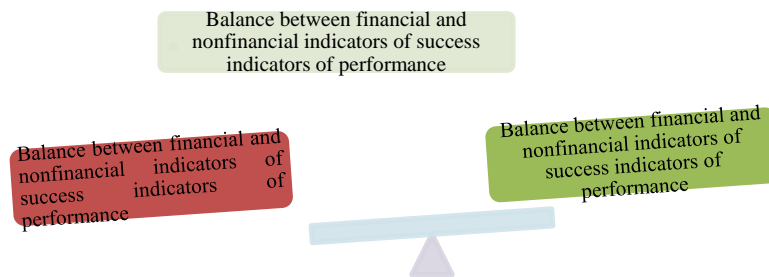 Balance between financial and
nonfinancial indicators of success
indicators of performance
Balance between financial and
nonfinancial indicators of
success indicators of
performance
Balance between financial and
nonfinancial indicators of
success indicators of
performance